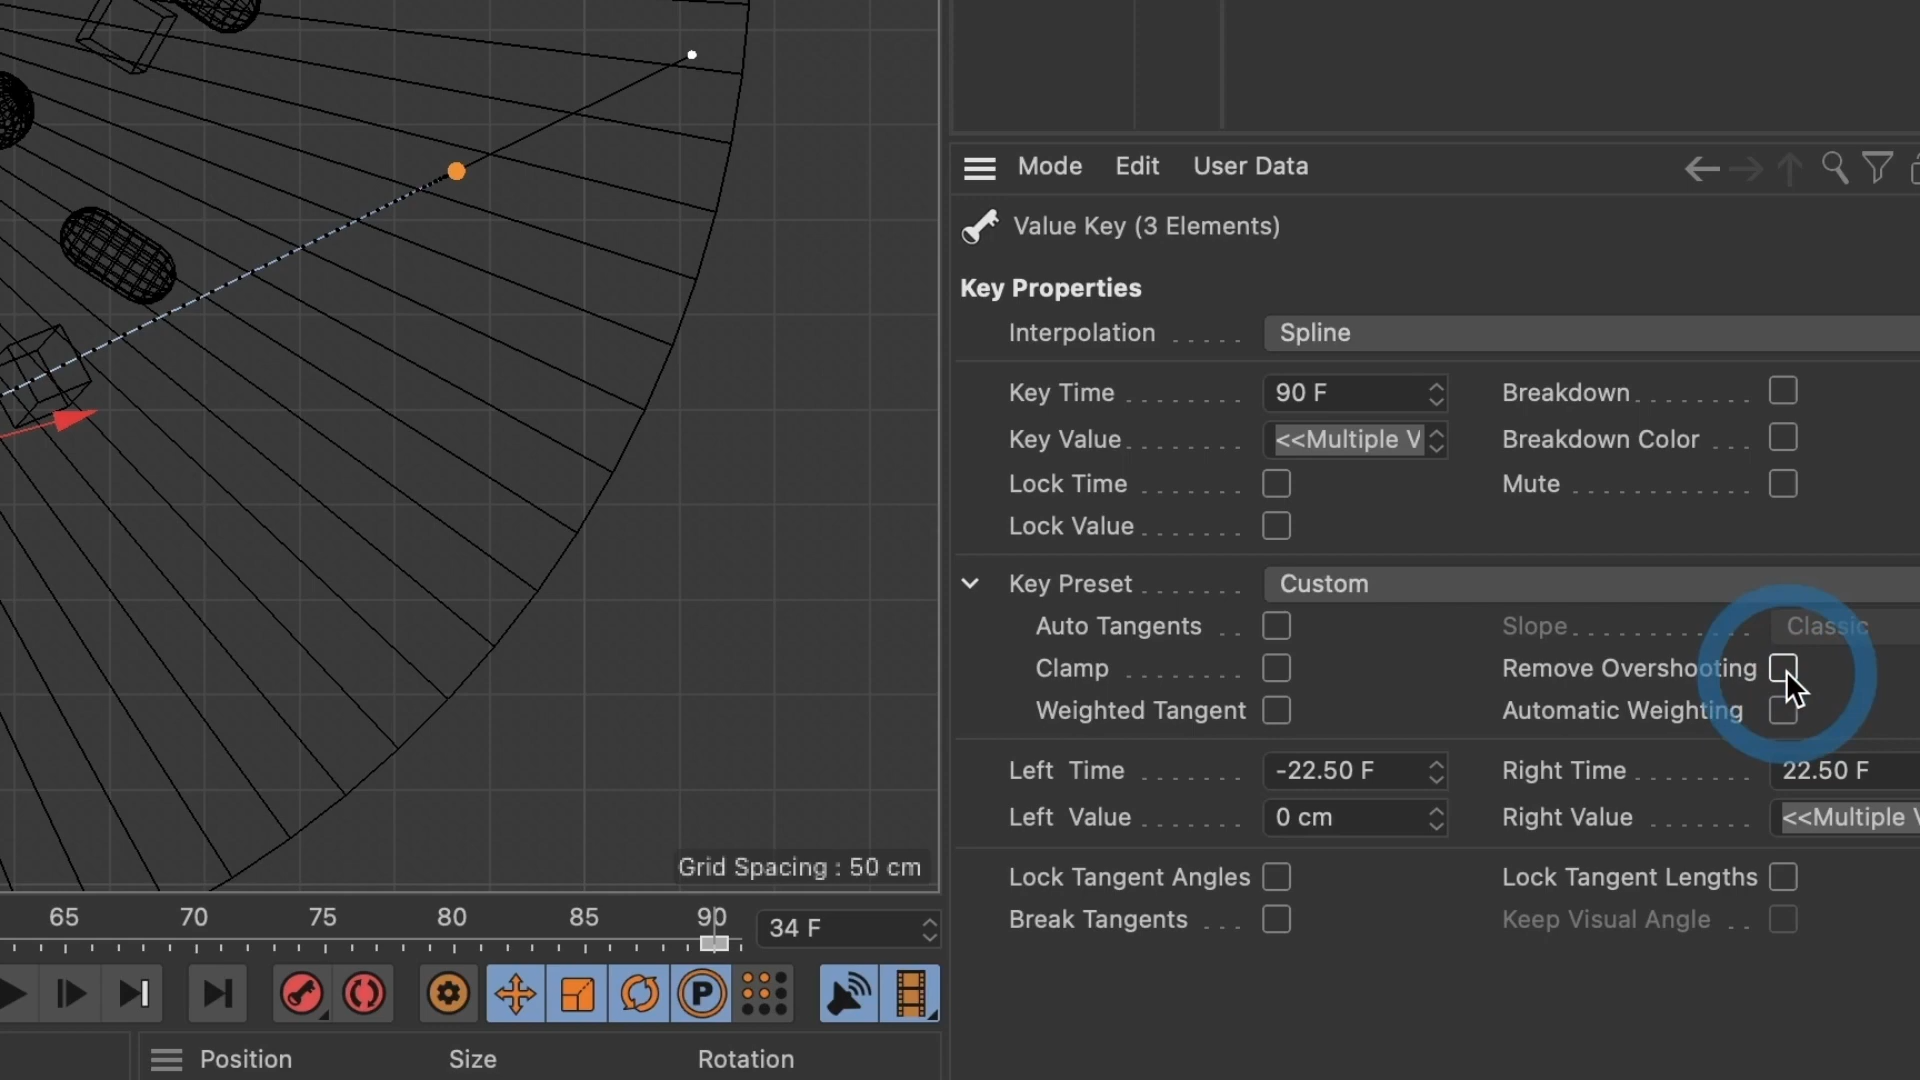 Mode Edit User Data
Value Key (3 Elements)
Key Properties
Interpolation Spline
Key Time 90 F Breakdown
Key Value <<Multiple V Breakdown Color
Lock Time Mute
Lock Value
Key Preset Custom
Auto Tangents Slope Classic
Clamp Remove Overshooting
Weighted Tangent Automatic Weighting
Left Time -22.50 F Right Time 22.50 F
Left Value 0 cm Right Value <<Multiple V
Grid Spacing : 50 cm
Lock Tangent Angles Lock Tangent Lengths
Break Tangents Keep Visual Angle
65 70 75 80 85 90 34 F
P
Position Size Rotation